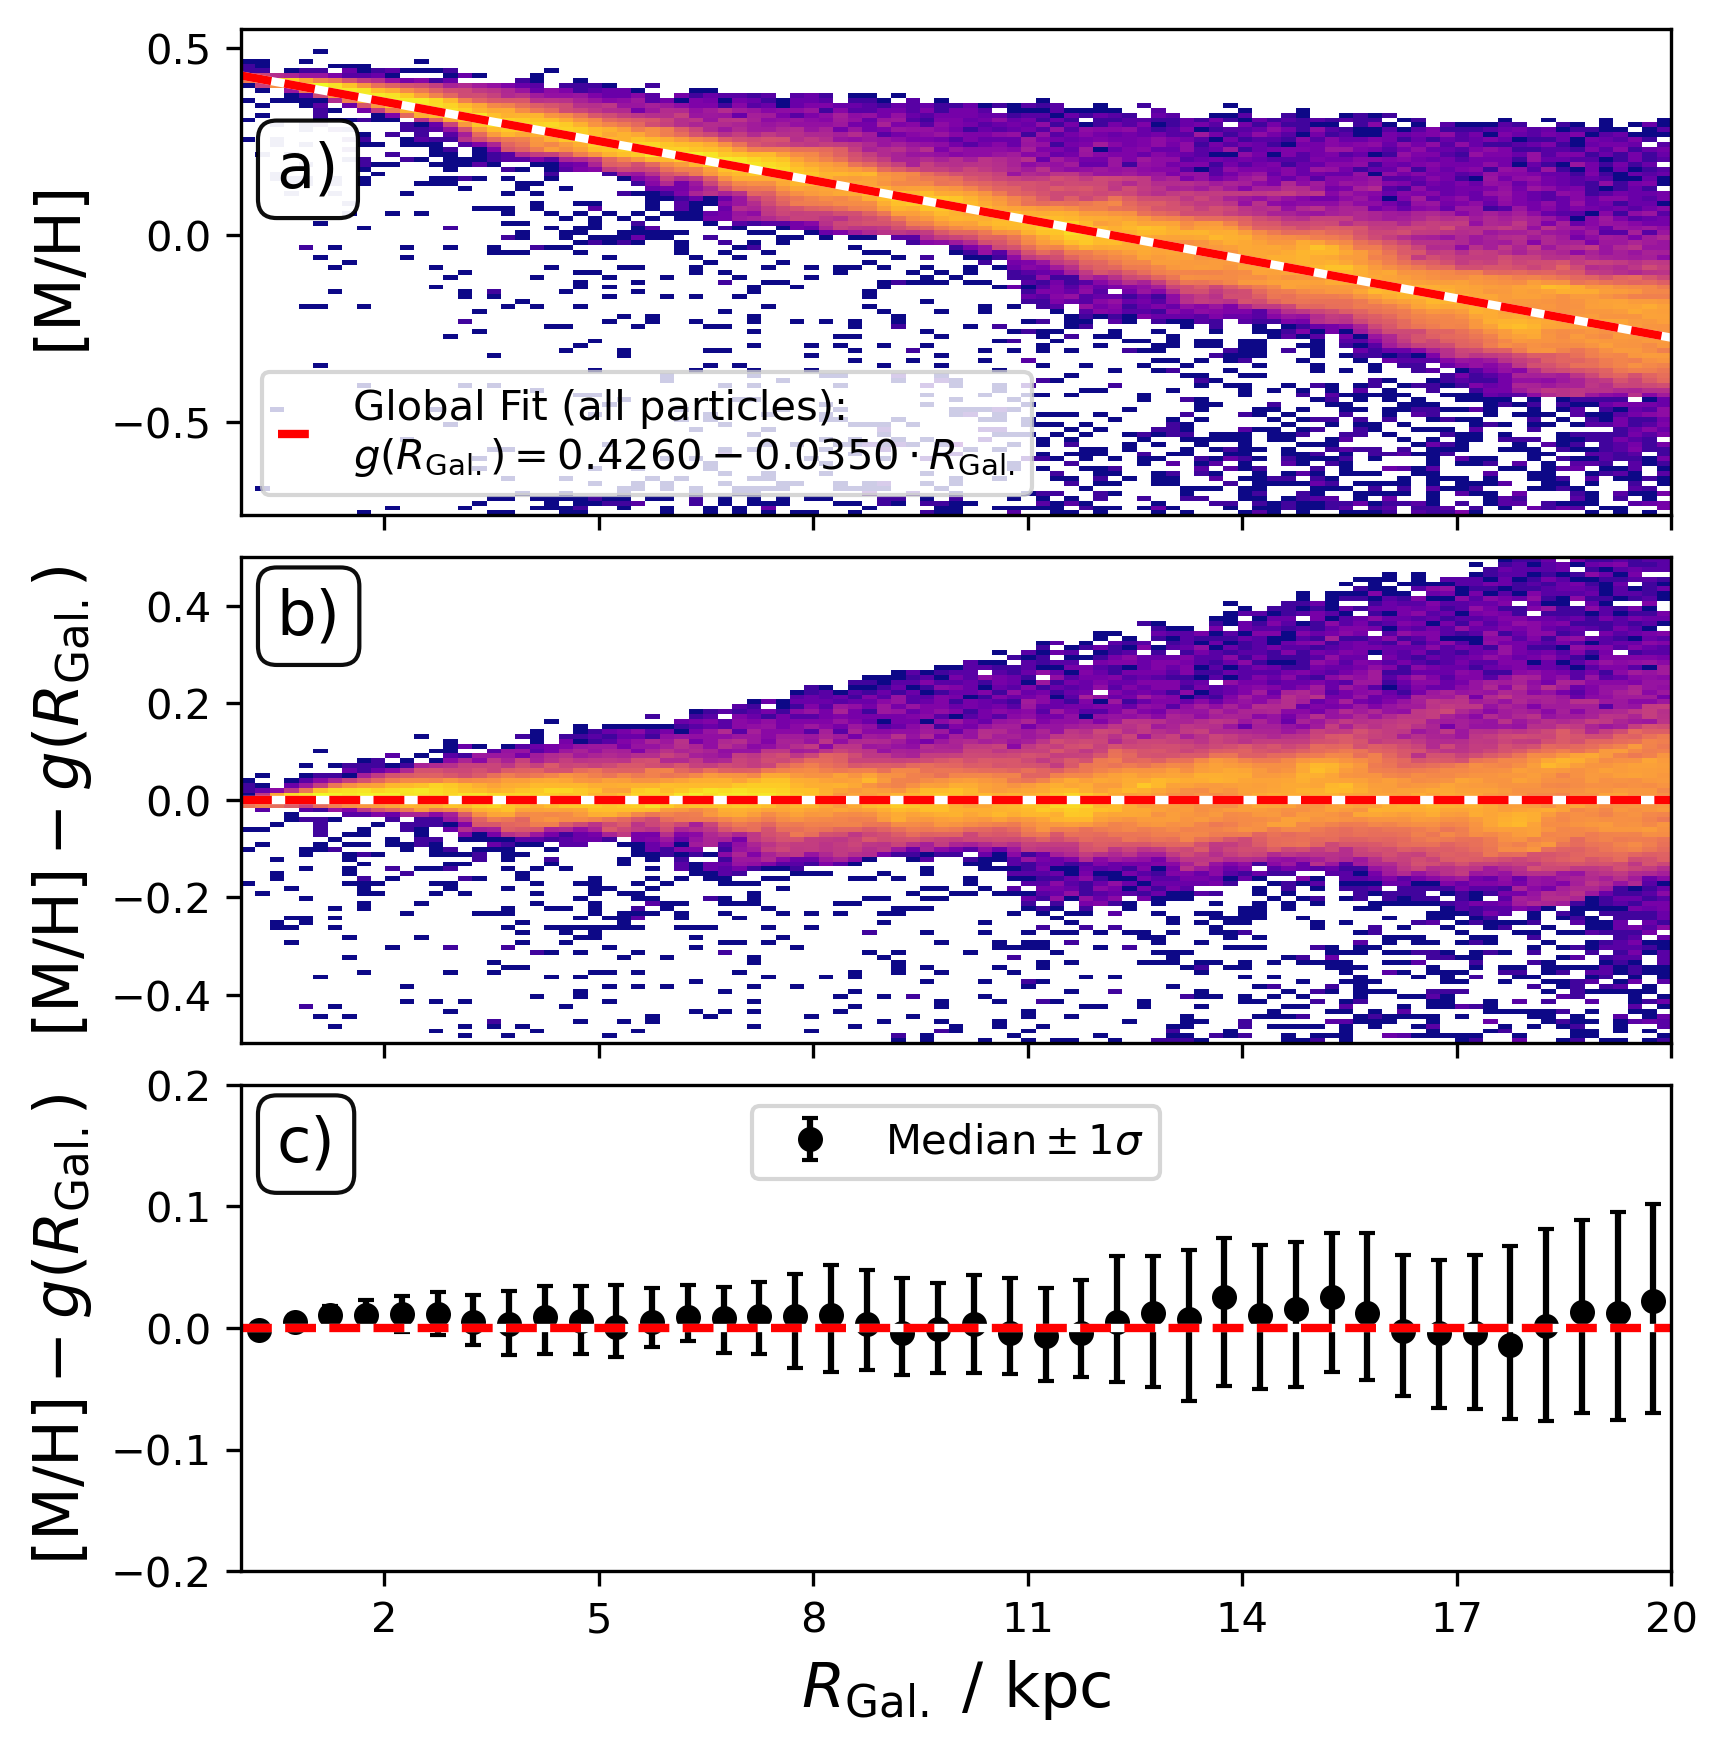 0.5
0.0
−0.5
[M/H]
a)
Global Fit (all particles):
g(R_Gal.) = 0.4260 − 0.0350 · R_Gal.
0.4
0.2
0.0
−0.2
−0.4
[M/H] − g(R_Gal.)
b)
0.2
0.1
0.0
−0.1
−0.2
[M/H] − g(R_Gal.)
c)
Median ± 1σ
2 5 8 11 14 17 20
R_Gal. / kpc